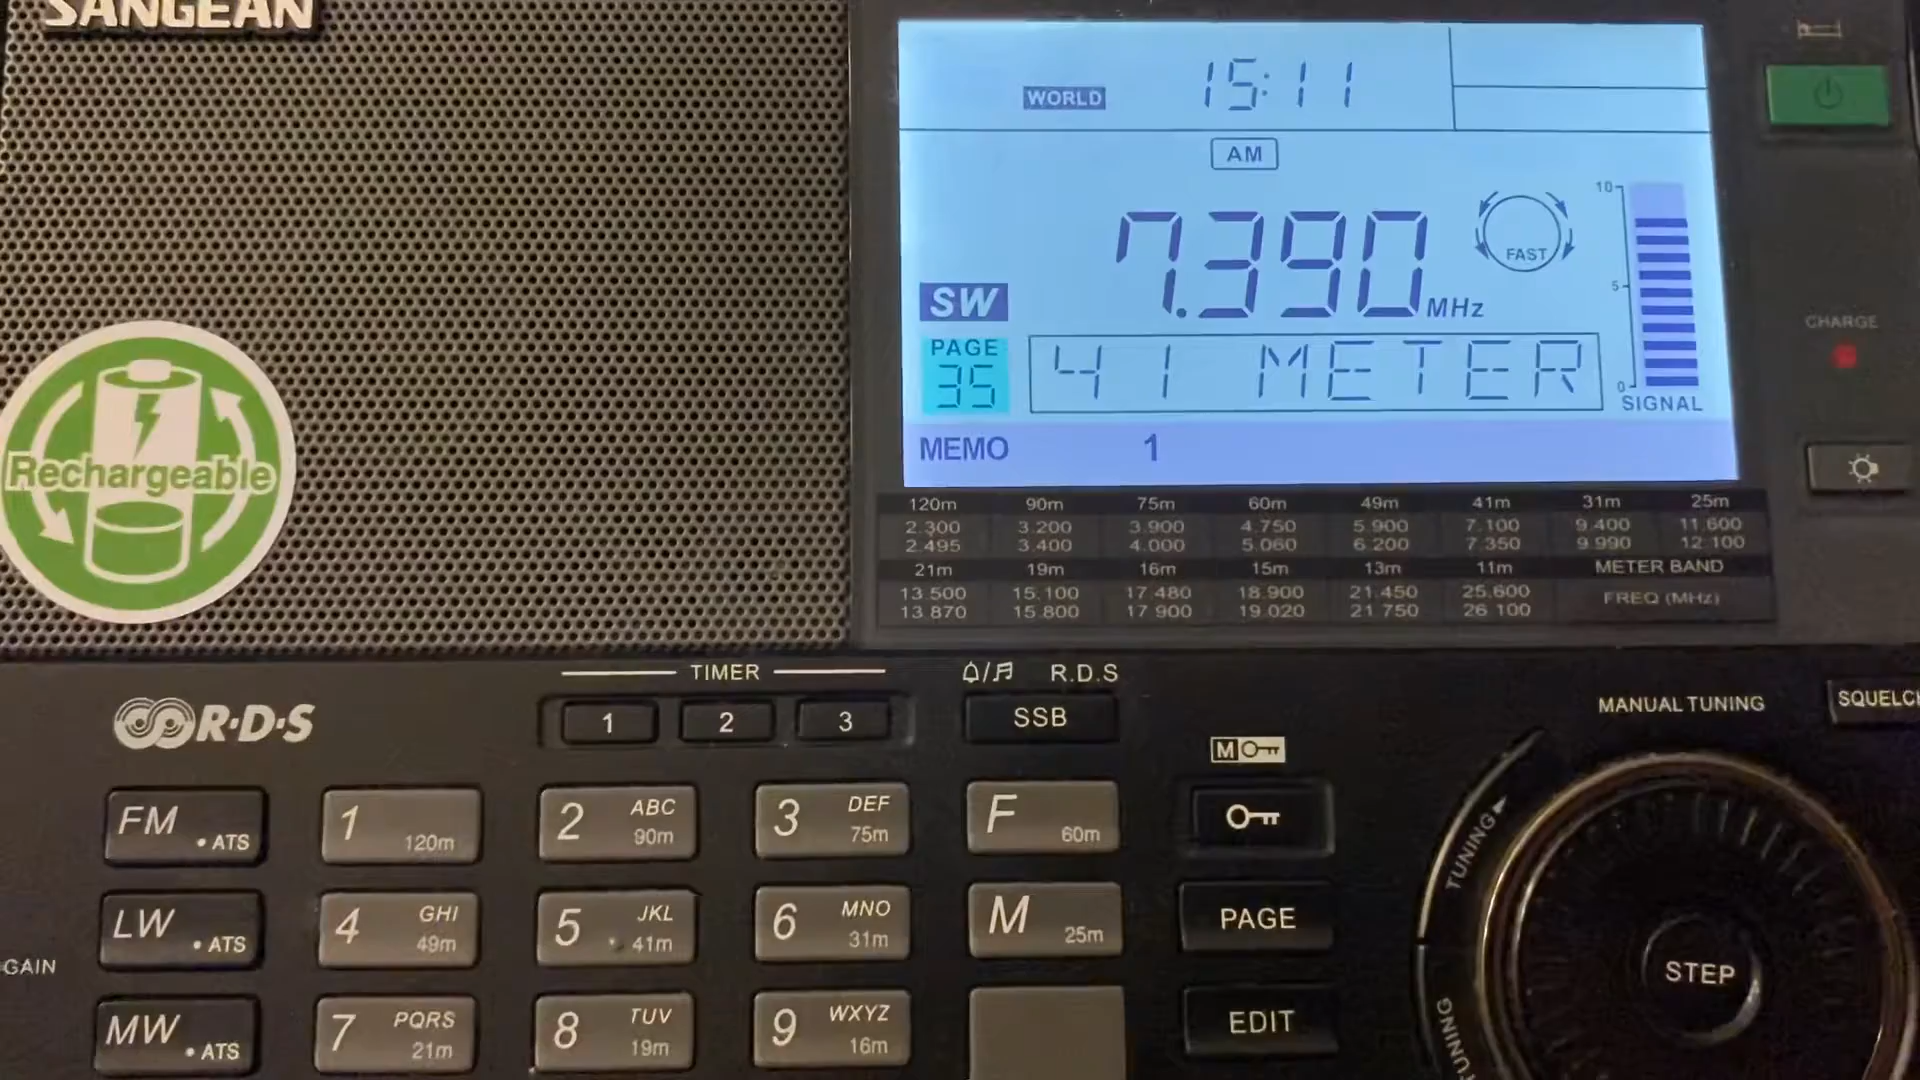 SANGEAN
WORLD 15:11
AM
7.390 MHz
FAST
10
5
0
SIGNAL
SW
PAGE
35
41 METER
MEMO 1
CHARGE
120m 90m 75m 60m 49m 41m 31m 25m
2.300 3.200 3.900 4.750 5.900 7.100 9.400 11.600
2.495 3.400 4.000 5.060 6.200 7.350 9.990 12.100
21m 19m 16m 15m 13m 11m METER BAND
13.500 15.100 17.480 18.900 21.450 25.600 FREQ (MHz)
13.870 15.800 17.900 19.020 21.750 26.100
Rechargeable
TIMER
1 2 3
R.D.S
SSB
R·D·S
MANUAL TUNING
SQUELCH
M
FM • ATS
1 120m
2 ABC 90m
3 DEF 75m
F 60m
TUNING
LW • ATS
4 GHI 49m
5 JKL 41m
6 MNO 31m
M 25m
PAGE
GAIN
STEP
MW • ATS
7 PQRS 21m
8 TUV 19m
9 WXYZ 16m
EDIT
TUNING